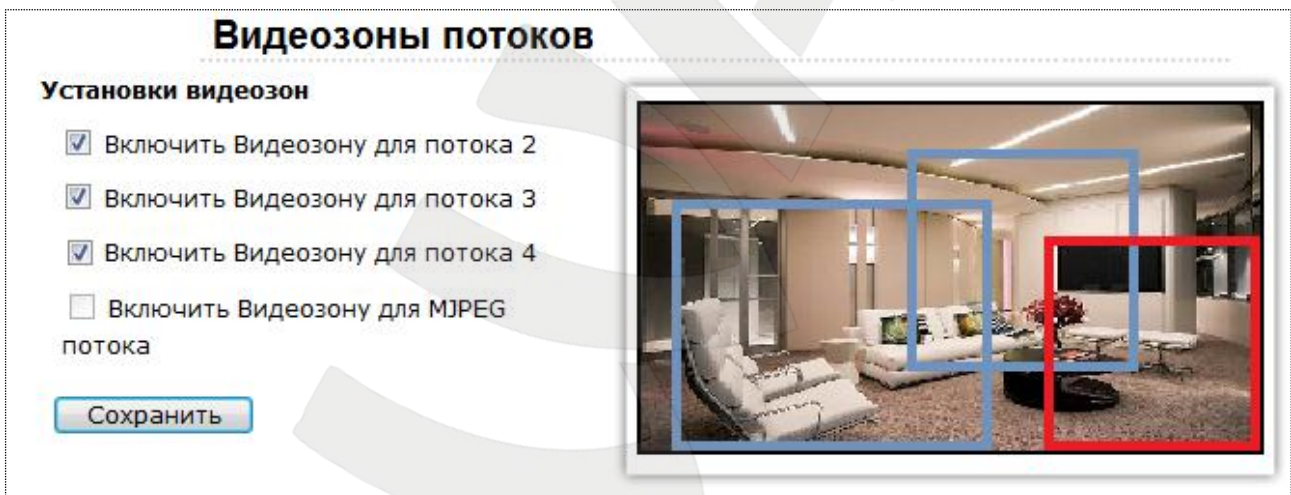 Видеозоны потоков
Установки видеозон
Включить Видеозону для потока 2
Включить Видеозону для потока 3
Включить Видеозону для потока 4
Включить Видеозону для MJPEG
потока
Сохранить